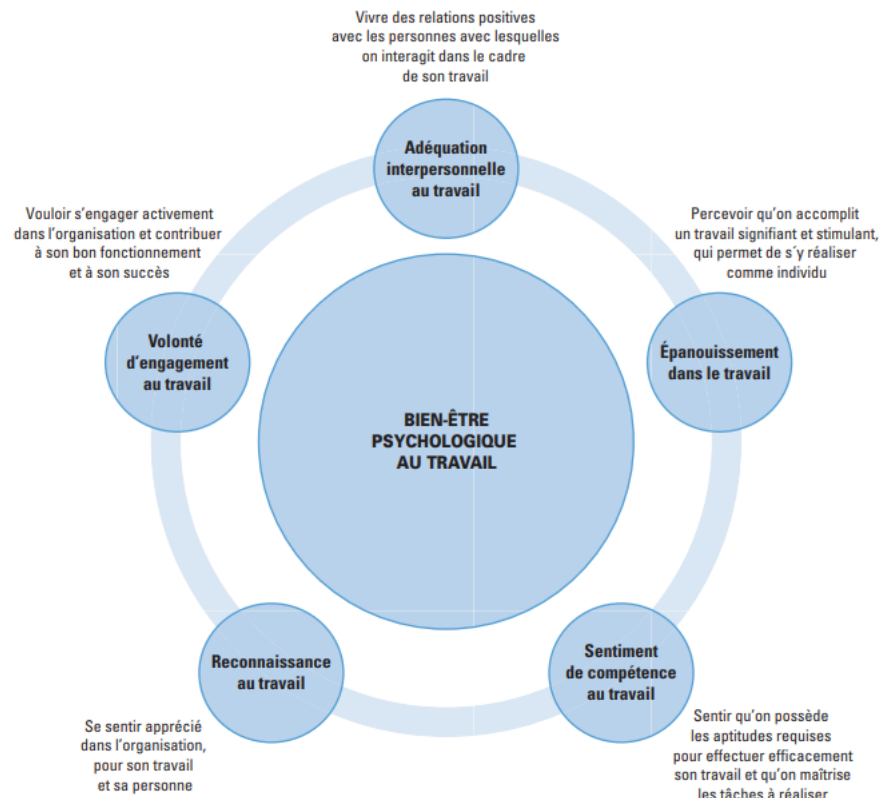 Vivre des relations positives
avec les personnes avec lesquelles
on interagit dans le cadre
de son travail
Adéquation
interpersonnelle
au travail
Vouloir s’engager activement
dans l’organisation et contribuer
à son bon fonctionnement
et à son succès
Volonté
d’engagement
au travail
Percevoir qu’on accomplit
un travail signifiant et stimulant,
qui permet de s´y réaliser
comme individu
Épanouissement
dans le travail
BIEN-ÊTRE
PSYCHOLOGIQUE
AU TRAVAIL
Reconnaissance
au travail
Se sentir apprécié
dans l’organisation,
pour son travail
et sa personne
Sentiment
de compétence
au travail
Sentir qu’on possède
les aptitudes requises
pour effectuer efficacement
son travail et qu’on maîtrise
les tâches à réaliser